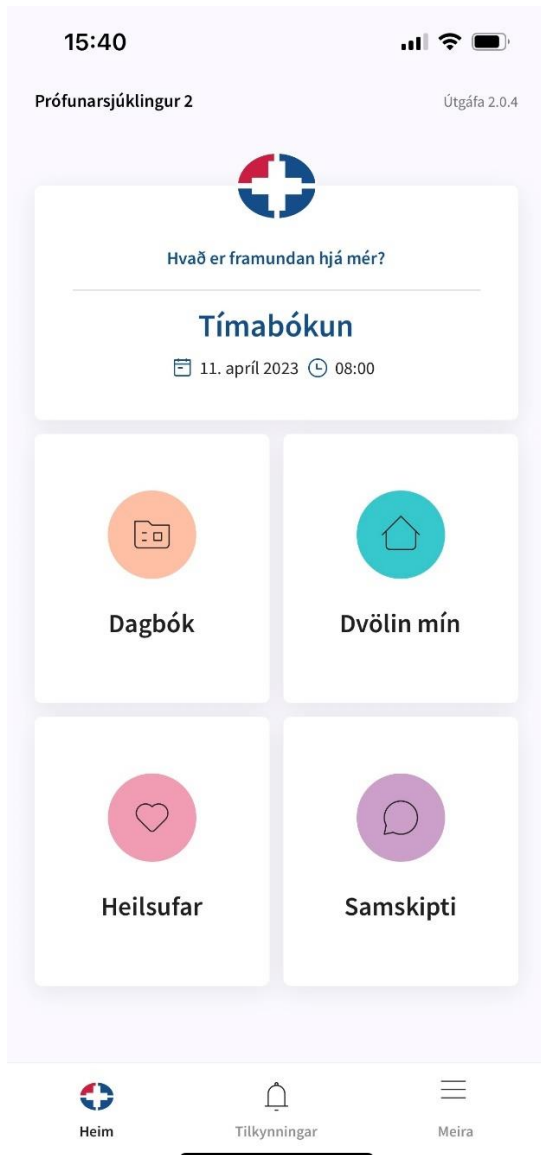 15:40
Prófunarsjúklingur 2
Útgáfa 2.0.4
Hvað er framundan hjá mér?
Tímabókun
11. apríl 2023 08:00
Dagbók
Dvölin mín
Heilsufar
Samskipti
Heim
Tilkynningar
Meira